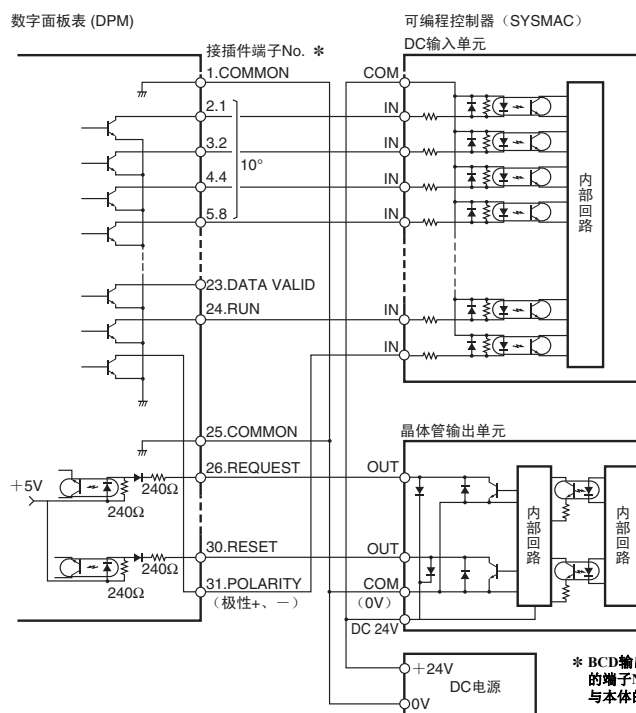 数字面板表 (DPM)
可编程控制器（SYSMAC）
接插件端子No. ＊
DC输入单元
1.COMMON
COM
2.1
IN
3.2
IN
10°
4.4
IN
5.8
IN
内部回路
23.DATA VALID
24.RUN
IN
IN
25.COMMON
晶体管输出单元
26.REQUEST
OUT
＋5V
240Ω
240Ω
内部回路
内部回路
30.RESET
OUT
240Ω
240Ω
31.POLARITY
（极性+、－）
COM
（0V）
DC 24V
＋24V
DC电源
0V
＊ BCD输
的端子N
与本体的